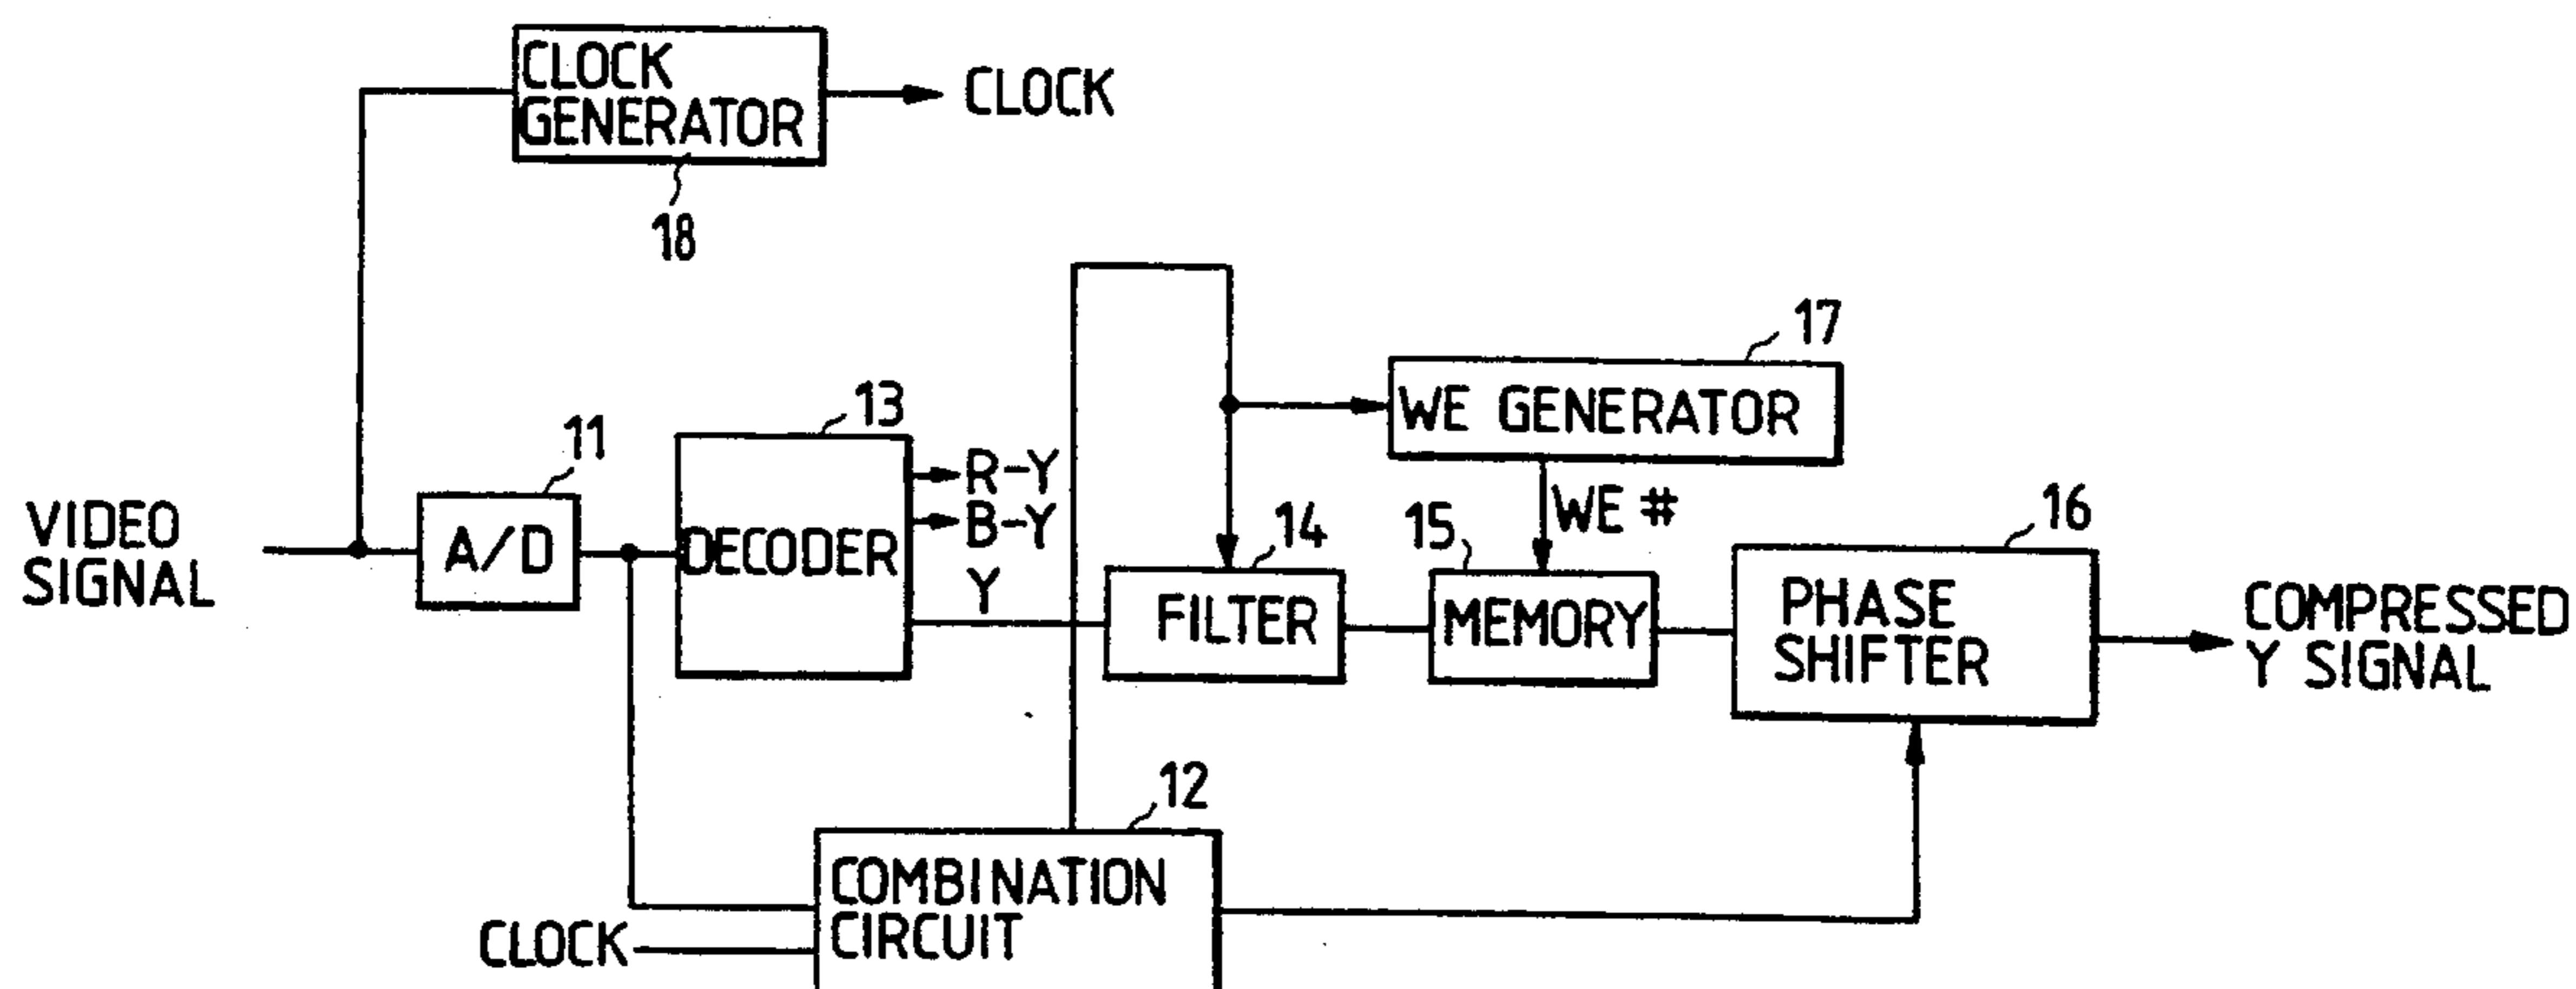 CLOCK
GENERATOR
CLOCK
18
17
WE GENERATOR
13
11
R-Y
B-Y
Y
WE #
14
15
16
VIDEO
SIGNAL
A/D
DECODER
FILTER
MEMORY
PHASE
SHIFTER
COMPRESSED
Y SIGNAL
12
COMBINATION
CIRCUIT
CLOCK